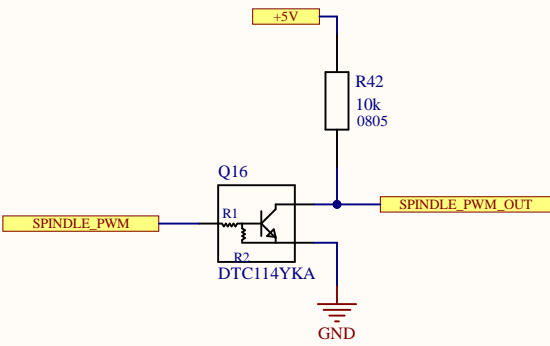 +5V
R42
10k
0805
Q16
R1
SPINDLE_PWM_OUT
SPINDLE_PWM
R2
DTC114YKA
GND